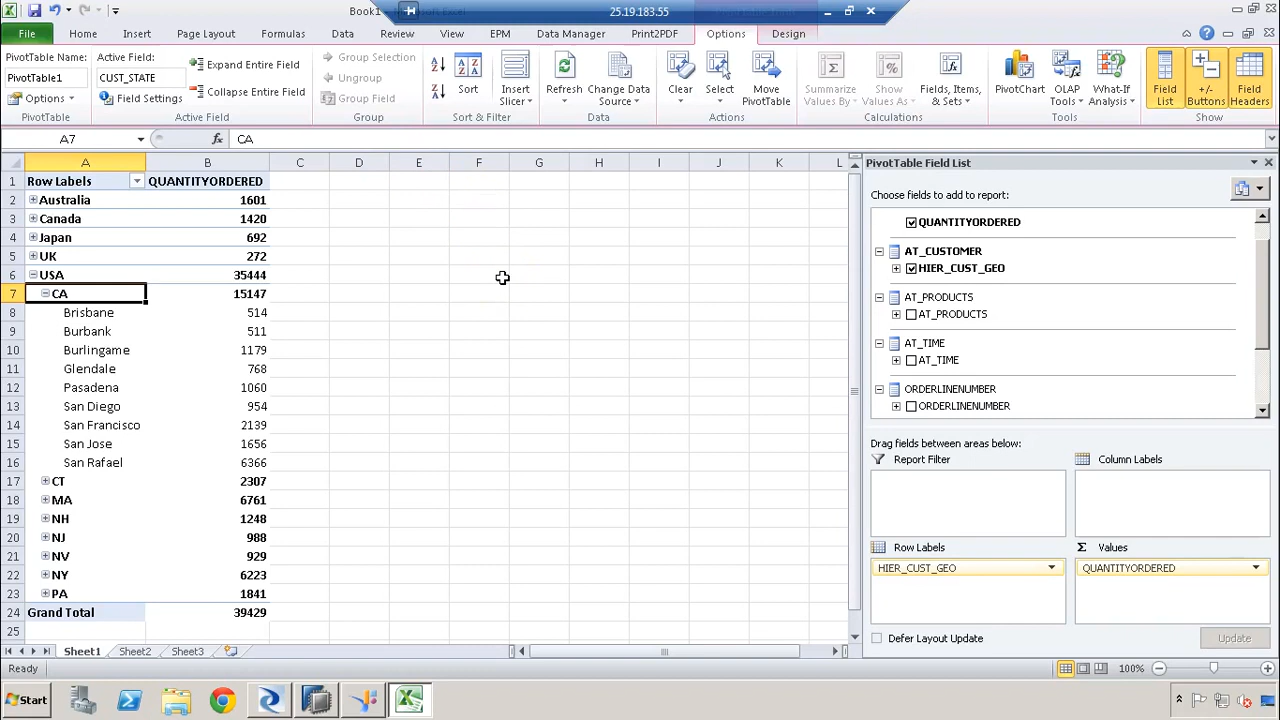 Book1
25.19.183.55
File Home Insert Page Layout Formulas Data Review View EPM Data Manager Print2PDF Options Design
PivotTable Name:
PivotTable1
Options
PivotTable
Active Field:
CUST_STATE
Field Settings
Expand Entire Field
Collapse Entire Field
Active Field
Group Selection
Ungroup
Group Field
Group
Sort
Insert
Slicer
Sort & Filter
Refresh
Change Data
Source
Data
Clear
Select
Move
PivotTable
Actions
Summarize
Values By
Show
Values As
Fields, Items,
& Sets
Calculations
PivotChart
OLAP
Tools
What-If
Analysis
Tools
Field
List
+/-
Buttons
Field
Headers
Show
A7 fx CA
A B C D E F G H I J K L
1 Row Labels QUANTITYORDERED
2 Australia 1601
3 Canada 1420
4 Japan 692
5 UK 272
6 USA 35444
7 CA 15147
8 Brisbane 514
9 Burbank 511
10 Burlingame 1179
11 Glendale 768
12 Pasadena 1060
13 San Diego 954
14 San Francisco 2139
15 San Jose 1656
16 San Rafael 6366
17 CT 2307
18 MA 6761
19 NH 1248
20 NJ 988
21 NV 929
22 NY 6223
23 PA 1841
24 Grand Total 39429
25
PivotTable Field List
Choose fields to add to report:
QUANTITYORDERED
AT_CUSTOMER
HIER_CUST_GEO
AT_PRODUCTS
AT_PRODUCTS
AT_TIME
AT_TIME
ORDERLINENUMBER
ORDERLINENUMBER
Drag fields between areas below:
Report Filter
Column Labels
Row Labels
Σ Values
HIER_CUST_GEO
QUANTITYORDERED
Defer Layout Update
Update
Sheet1 Sheet2 Sheet3
Ready
100%
Start